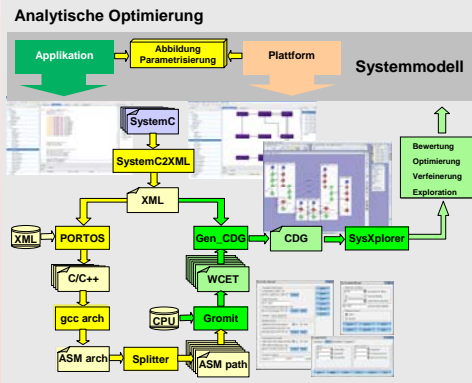 Analytische Optimierung
Applikation
Abbildung
Parametrisierung
Plattform
Systemmodell
SystemC
SystemC2XML
XML
Bewertung
Optimierung
Verfeinerung
Exploration
XML
PORTOS
Gen_CDG
CDG
SysXplorer
C/C++
WCET
gcc arch
CPU
Gromit
ASM arch
Splitter
ASM path